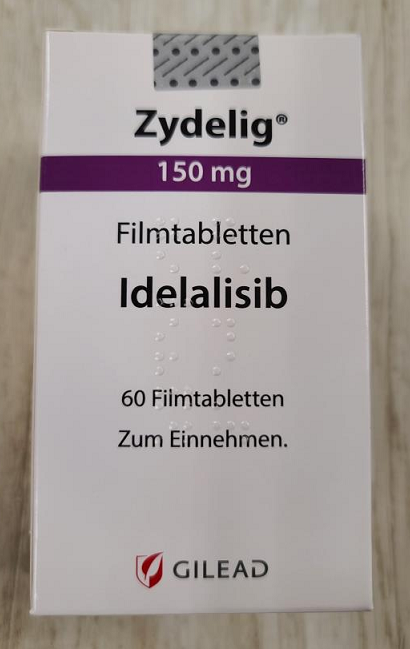 Zydelig®
150 mg
Filmtabletten
Idelalisib
60 Filmtabletten
Zum Einnehmen.
GILEAD